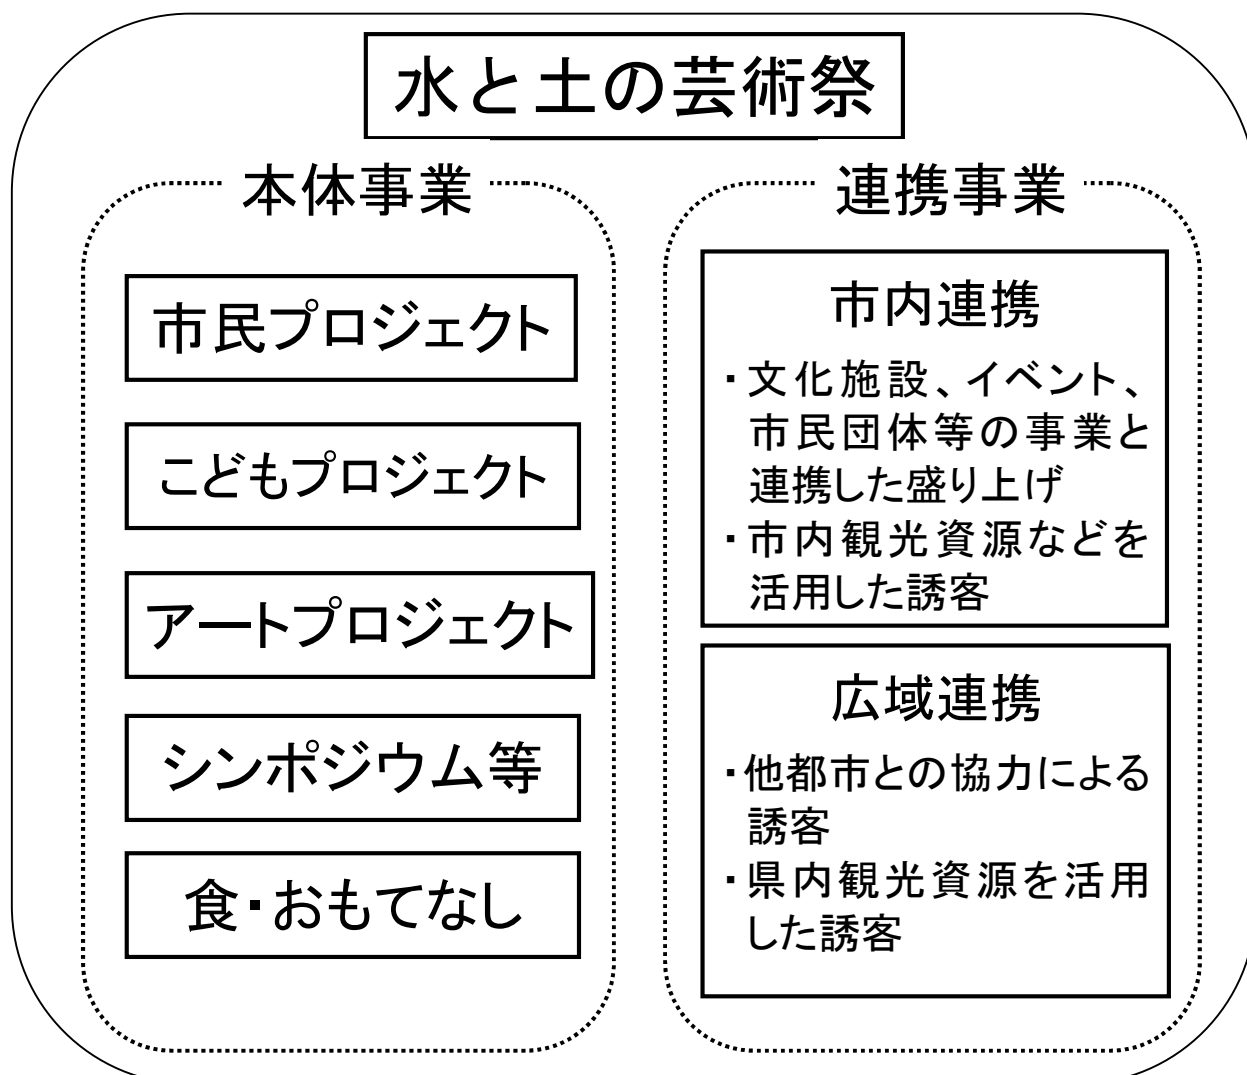 水と土の芸術祭
本体事業
市民プロジェクト
こどもプロジェクト
アートプロジェクト
シンポジウム等
食・おもてなし
連携事業
市内連携
・文化施設、イベント、
市民団体等の事業と
連携した盛り上げ
・市内観光資源などを
活用した誘客
広域連携
・他都市との協力による
誘客
・県内観光資源を活用
した誘客